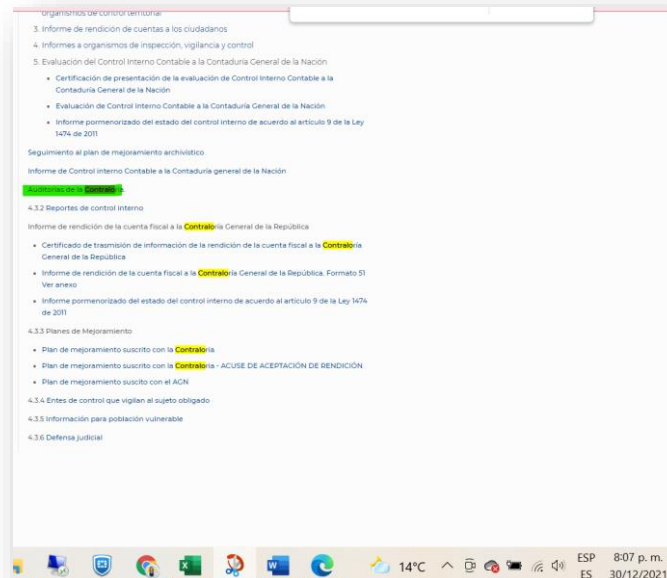 organismos de control territorial
3. Informe de rendición de cuentas a los ciudadanos
4. Informes a organismos de inspección, vigilancia y control
5. Evaluación del Control Interno Contable a la Contaduría General de la Nación
• Certificación de presentación de la evaluación de Control Interno Contable a la
Contaduría General de la Nación
• Evaluación de Control Interno Contable a la Contaduría General de la Nación
• Informe pormenorizado del estado del control interno de acuerdo al artículo 9 de la Ley
1474 de 2011
Seguimiento al plan de mejoramiento archivístico
Informe de Control interno Contable a la Contaduría general de la Nación
Auditorías de la Contraloría
4.3.2 Reportes de control interno
Informe de rendición de la cuenta fiscal a la Contraloría General de la República
• Certificado de trasmisión de información de la rendición de la cuenta fiscal a la Contraloría
General de la República
• Informe de rendición de la cuenta fiscal a la Contraloría General de la República. Formato 51
Ver anexo
• Informe pormenorizado del estado del control interno de acuerdo al artículo 9 de la Ley 1474
de 2011
4.3.3 Planes de Mejoramiento
• Plan de mejoramiento suscrito con la Contraloría
• Plan de mejoramiento suscrito con la Contraloría - ACUSE DE ACEPTACIÓN DE RENDICIÓN
• Plan de mejoramiento suscito con el AGN
4.3.4 Entes de control que vigilan al sujeto obligado
4.3.5 Información para población vulnerable
4.3.6 Defensa judicial
14°C ESP 8:07 p. m.
ES 30/12/2021